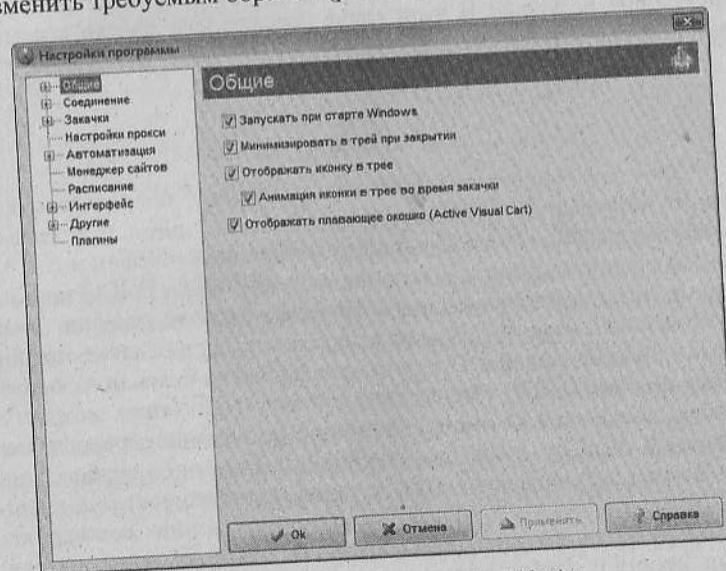 зменить требуемым
Настройки программы
Общие
Соединение
Закачки
Настройки прокси
Автоматизация
Менеджер сайтов
Расписание
Интерфейс
Другие
Плагины
Общие
Запускать при старте Windows
Минимизировать в трей при закрытии
Отображать иконку в трее
Анимация иконки в трее во время закачки
Отображать плавающее окошко (Active Visual Cart)
Ok
Отмена
Применить
Справка